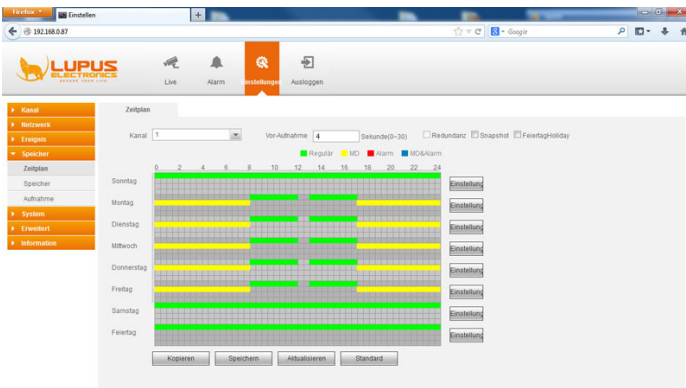 Firefox
Einstellen
192.168.0.87
Google
LUPUS
ELECTRONICS
Live
Alarm
Einstellungen
Ausloggen
Kanal
Netzwerk
Ereignis
Speicher
Zeitplan
Speicher
Aufnahme
System
Erweitert
Information
Zeitplan
Kanal 1 Vor-Aufnahme 4 Sekunde(0~30) Redundanz Snapshot FeiertagHoliday
Regulär MD Alarm MD&Alarm
0 2 4 6 8 10 12 14 16 18 20 22 24
Sonntag Einstellung
Montag Einstellung
Dienstag Einstellung
Mittwoch Einstellung
Donnerstag Einstellung
Freitag Einstellung
Samstag Einstellung
Feiertag Einstellung
Kopieren Speichern Aktualisieren Standard